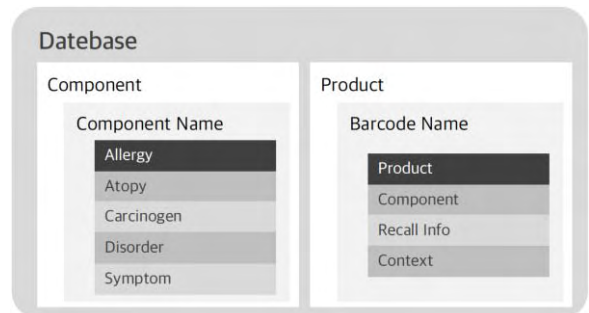 Datebase
Component
Component Name
Allergy
Atopy
Carcinogen
Disorder
Symptom
Product
Barcode Name
Product
Component
Recall Info
Context